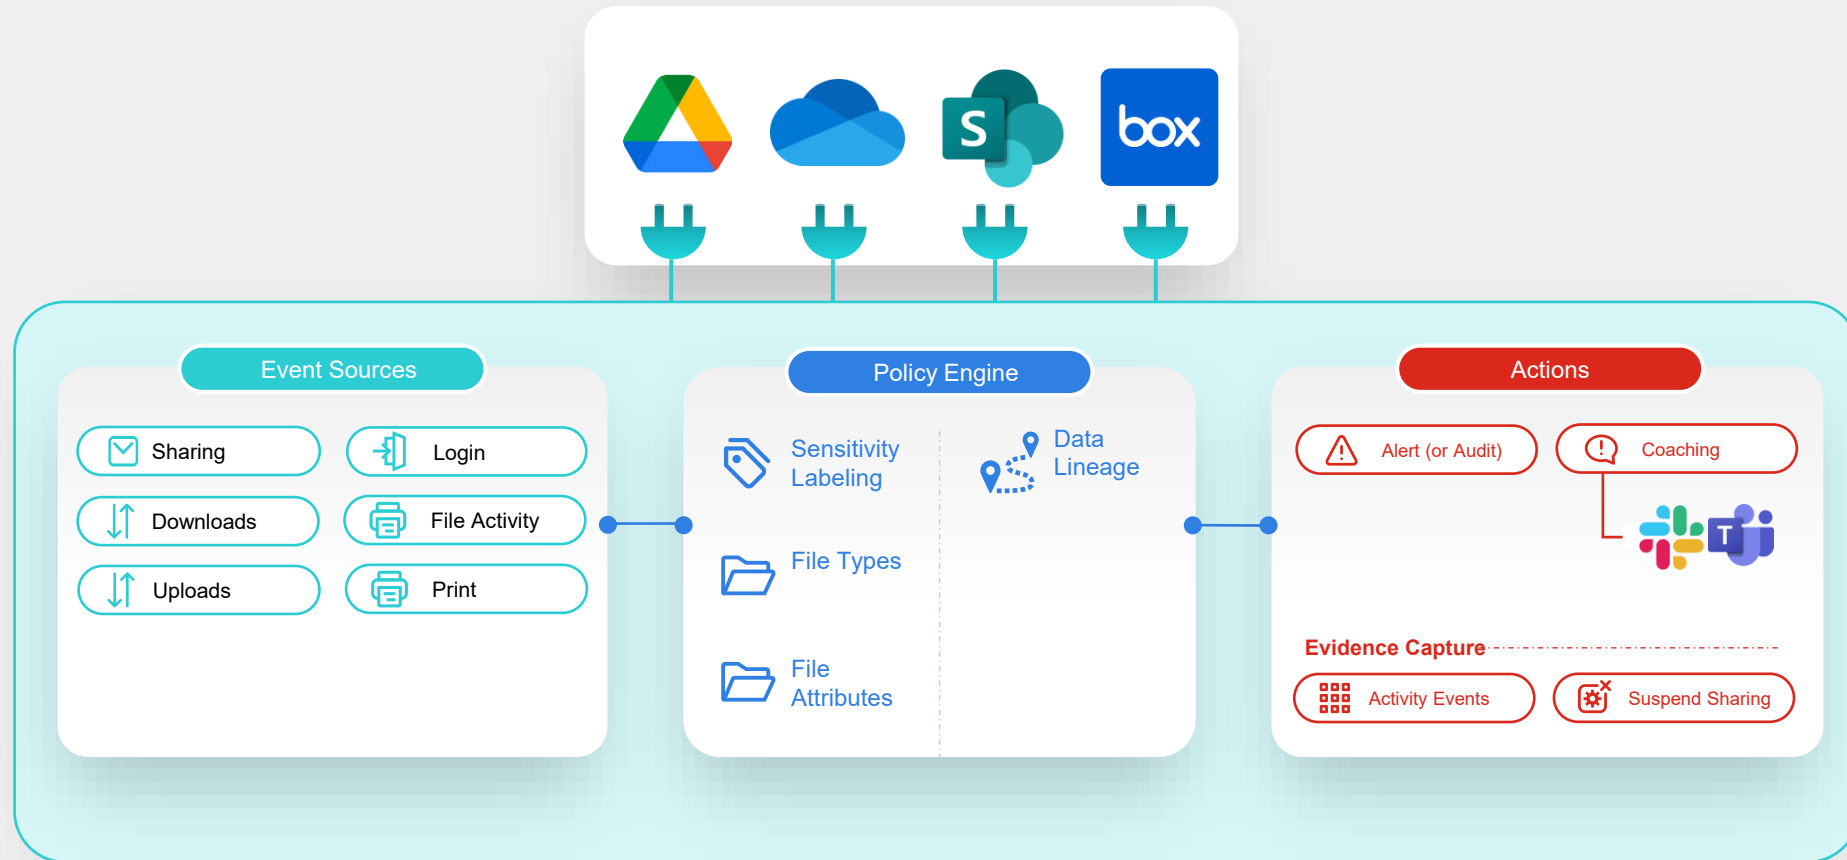 S
box
Event Sources
Sharing
Login
Downloads
File Activity
Uploads
Print
Policy Engine
Sensitivity
Labeling
Data
Lineage
File Types
File
Attributes
Actions
Alert (or Audit)
Coaching
T
Evidence Capture
Activity Events
Suspend Sharing